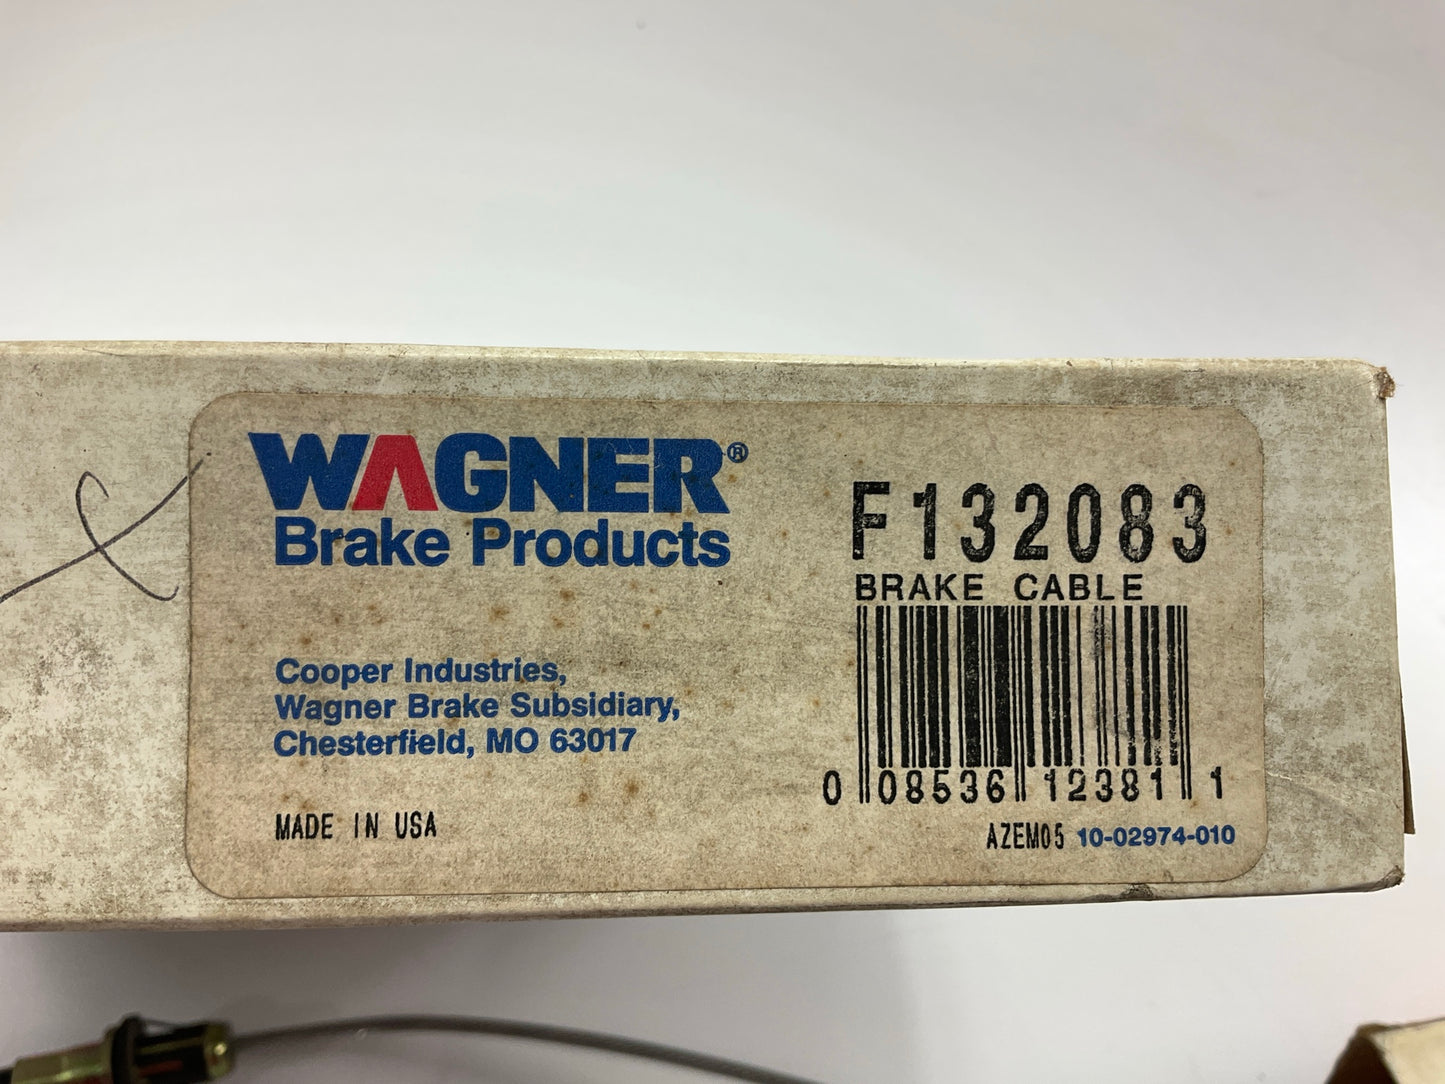 WAGNER®
Brake Products
Cooper Industries,
Wagner Brake Subsidiary,
Chesterfield, MO 63017
MADE IN USA
F132083
BRAKE CABLE
0 08536 12381 1
AZEM05 10-02974-010